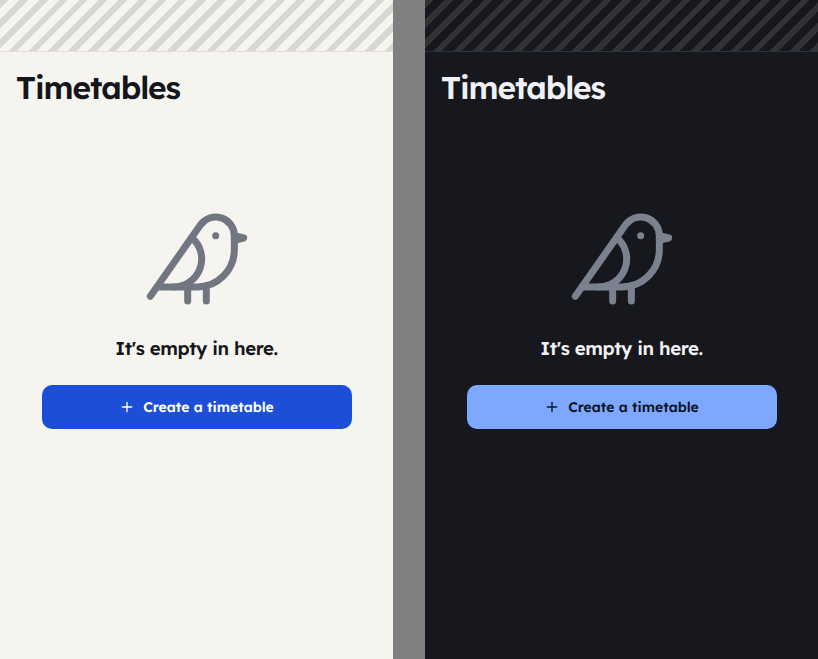 Timetables
It's empty in here.
+ Create a timetable
Timetables
It's empty in here.
+ Create a timetable